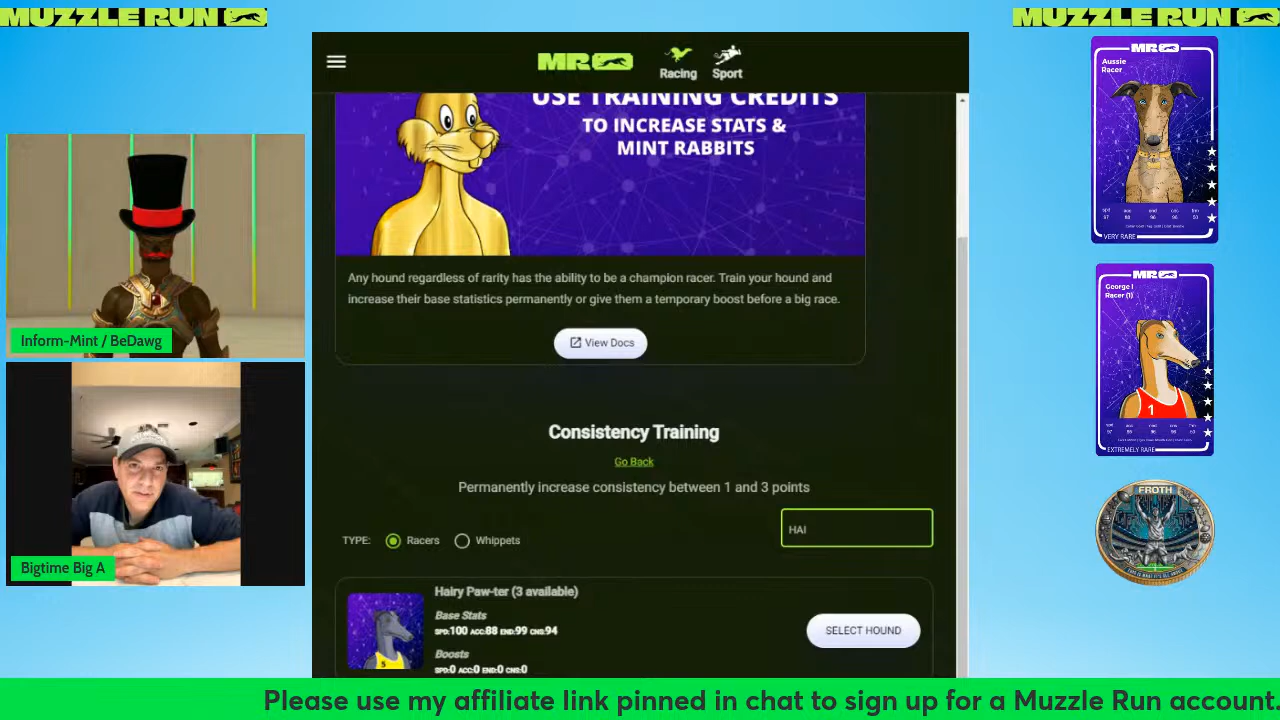 MUZZLE RUN
MUZZLE RUN
MR
Racing
Sport
USE TRAINING CREDITS
TO INCREASE STATS &
MINT RABBITS
Any hound regardless of rarity has the ability to be a champion racer. Train your hound and
increase their base statistics permanently or give them a temporary boost before a big race.
View Docs
Consistency Training
Go Back
Permanently increase consistency between 1 and 3 points
HAI
TYPE:
Racers
Whippets
Hairy Paw-ter (3 available)
Base Stats
SPD:100 ACC:88 END:99 CNS:94
Boosts
SPD:0 ACC:0 END:0 CNS:0
5
SELECT HOUND
Inform-Mint / BeDawg
Bigtime Big A
MR
Aussie
Racer
VERY RARE
MR
George I
Racer (1)
1
EXTREMELY RARE
FROTH
Please use my affiliate link pinned in chat to sign up for a Muzzle Run account.